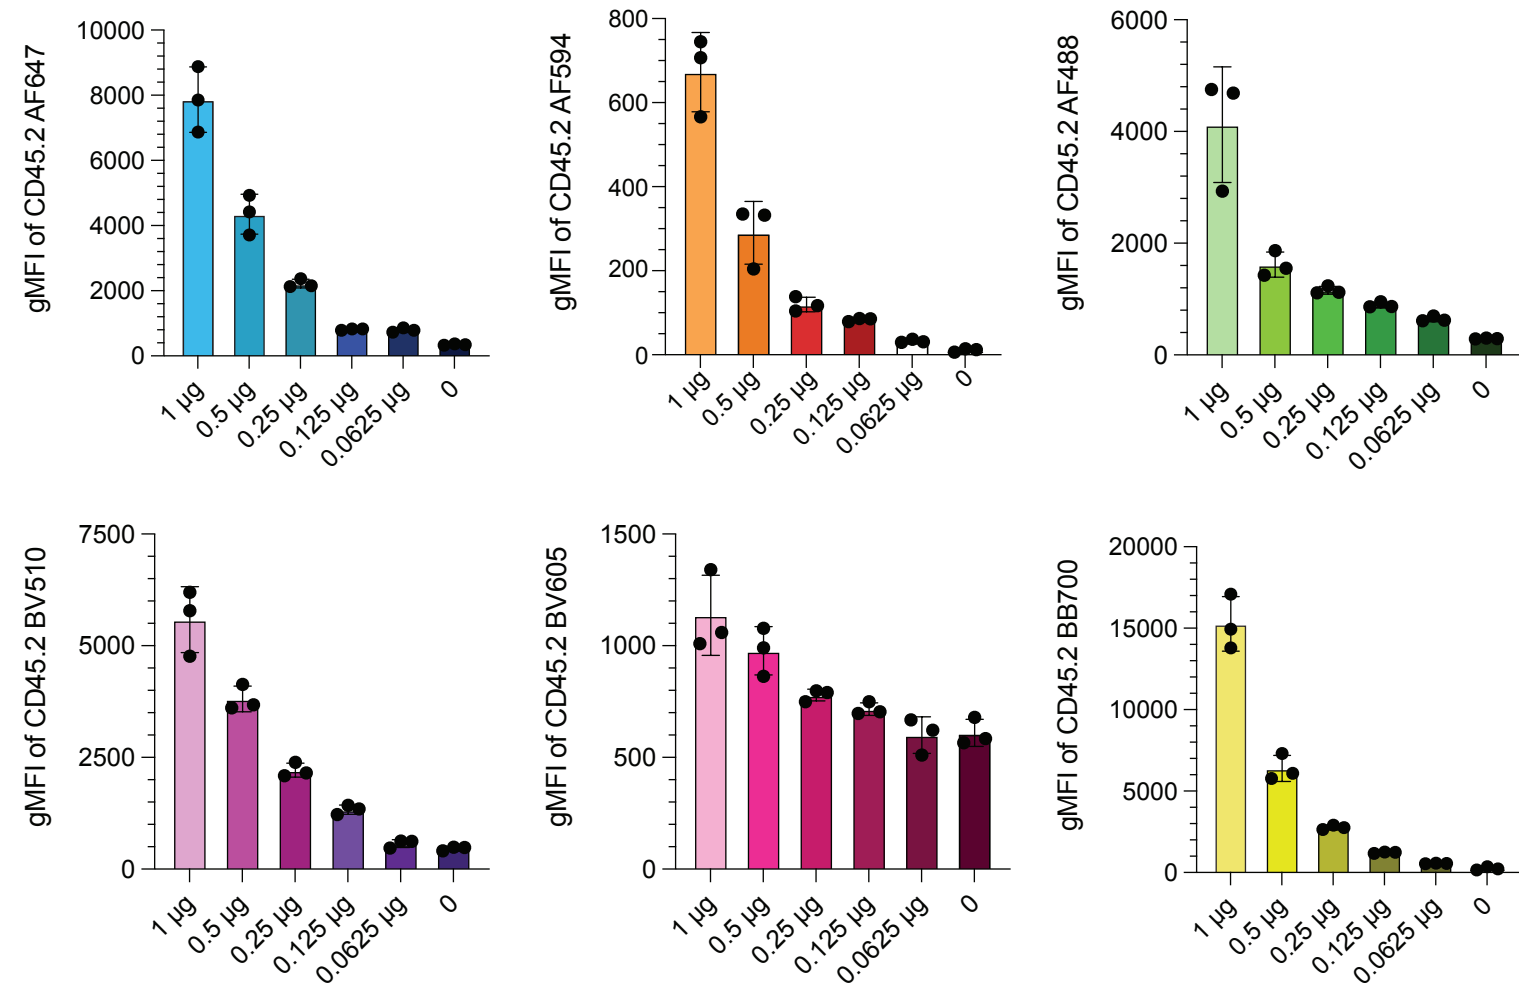 gMFI of CD45.2 AF647
10000
8000
6000
4000
2000
0
1 µg
0.5 µg
0.25 µg
0.125 µg
0.0625 µg
0
gMFI of CD45.2 AF594
800
600
400
200
0
1 µg
0.5 µg
0.25 µg
0.125 µg
0.0625 µg
0
gMFI of CD45.2 AF488
6000
4000
2000
0
1 µg
0.5 µg
0.25 µg
0.125 µg
0.0625 µg
0
gMFI of CD45.2 BV510
7500
5000
2500
0
1 µg
0.5 µg
0.25 µg
0.125 µg
0.0625 µg
0
gMFI of CD45.2 BV605
1500
1000
500
0
1 µg
0.5 µg
0.25 µg
0.125 µg
0.0625 µg
0
gMFI of CD45.2 BB700
20000
15000
10000
5000
0
1 µg
0.5 µg
0.25 µg
0.125 µg
0.0625 µg
0